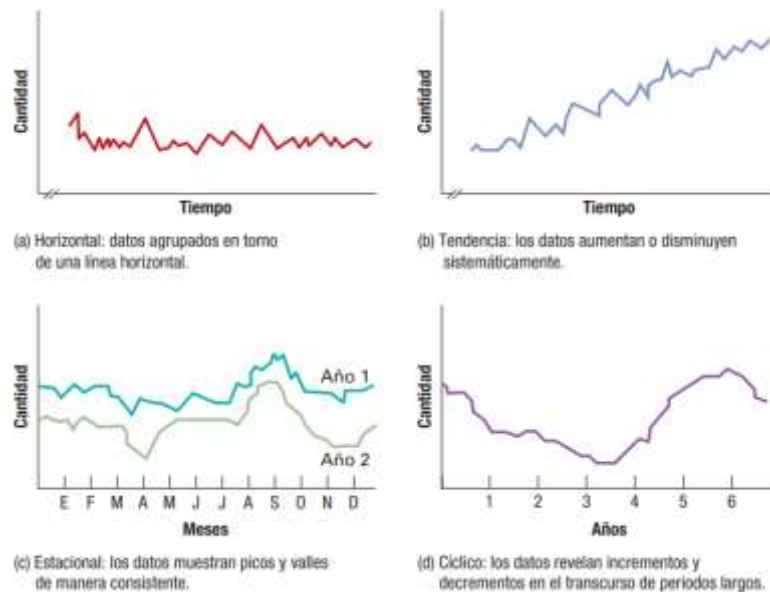 Cantidad
Tiempo
(a) Horizontal: datos agrupados en torno
de una línea horizontal.
Cantidad
Tiempo
(b) Tendencia: los datos aumentan o disminuyen
sistemáticamente.
Cantidad
Año 1
Año 2
E F M A M J J A S O N D
Meses
(c) Estacional: los datos muestran picos y valles
de manera consistente.
Cantidad
1 2 3 4 5 6
Años
(d) Cíclico: los datos revelan incrementos y
decrementos en el transcurso de periodos largos.